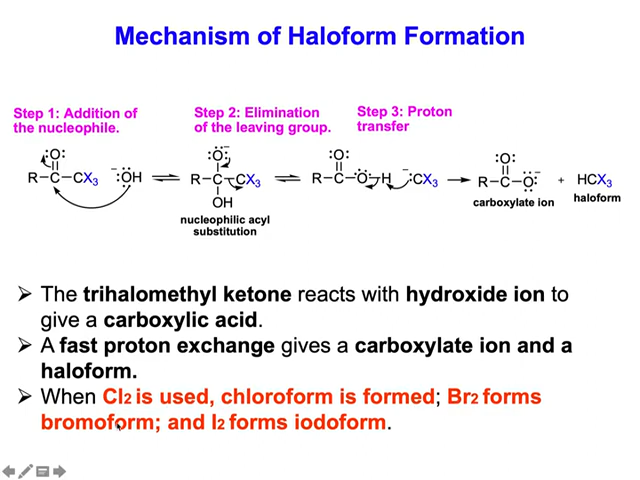 Mechanism of Haloform Formation
Step 1: Addition of
the nucleophile.
Step 2: Elimination
of the leaving group.
Step 3: Proton
transfer
:O: :Ö:⁻ :O: :O:
R–C–CX3 ⁻:ÖH ⇌ R–C–CX3 ⇌ R–C–Ö–H ⁻:CX3 → R–C–Ö:⁻ + HCX3
OH
nucleophilic acyl
substitution
carboxylate ion
haloform
➢ The trihalomethyl ketone reacts with hydroxide ion to
give a carboxylic acid.
➢ A fast proton exchange gives a carboxylate ion and a
haloform.
➢ When Cl2 is used, chloroform is formed; Br2 forms
bromoform; and I2 forms iodoform.